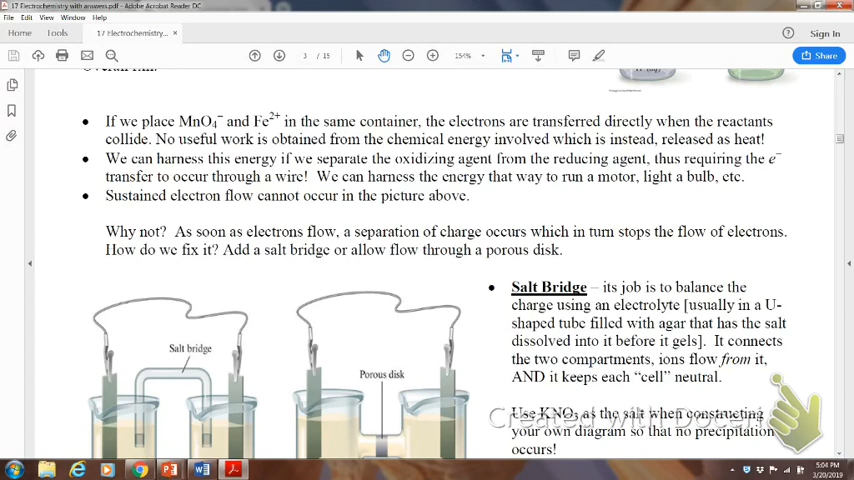 17 Electrochemistry with answers.pdf - Adobe Acrobat Reader DC
File Edit View Window Help
Home Tools 17 Electrochemistry... × Sign In
3 / 15 154% Share
Overall rxn:
If we place MnO₄⁻ and Fe²⁺ in the same container, the electrons are transferred directly when the reactants
collide. No useful work is obtained from the chemical energy involved which is instead, released as heat!
We can harness this energy if we separate the oxidizing agent from the reducing agent, thus requiring the e⁻
transfer to occur through a wire! We can harness the energy that way to run a motor, light a bulb, etc.
Sustained electron flow cannot occur in the picture above.
Why not? As soon as electrons flow, a separation of charge occurs which in turn stops the flow of electrons.
How do we fix it? Add a salt bridge or allow flow through a porous disk.
Salt bridge
Porous disk
Salt Bridge – its job is to balance the
charge using an electrolyte [usually in a U-
shaped tube filled with agar that has the salt
dissolved into it before it gels]. It connects
the two compartments, ions flow from it,
AND it keeps each “cell” neutral.
Use KNO₃ as the salt when constructing
your own diagram so that no precipitation
occurs!
Created with Doceri
5:04 PM
3/20/2019